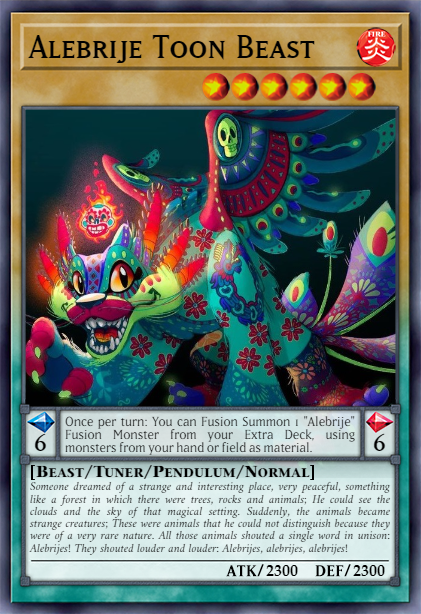 Alebrije Toon Beast
FIRE
炎
Once per turn: You can Fusion Summon 1 "Alebrije"
Fusion Monster from your Extra Deck, using
monsters from your hand or field as material.
6
6
[Beast/Tuner/Pendulum/Normal]
Someone dreamed of a strange and interesting place, very peaceful, something
like a forest in which there were trees, rocks and animals; He could see the
clouds and the sky of that magical setting. Suddenly, the animals became
strange creatures; These were animals that he could not distinguish because they
were of a very rare nature. All those animals shouted a single word in unison:
Alebrijes! They shouted louder and louder: Alebrijes, alebrijes, alebrijes!
ATK/2300 DEF/2300